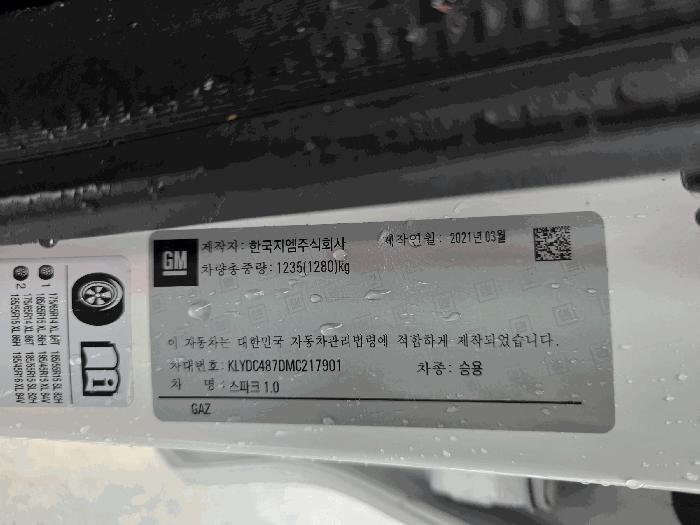 GM
제작자 : 한국지엠주식회사 제작연월 : 2021년 03월
차량총중량 : 1235(1280)kg
이 자동차는 대한민국 자동차관리법령에 적합하게 제작되었습니다.
차대번호 : KLYDC487DMC217901 차종 : 승용
차 명 : 스파크 1.0
GAZ
1
2